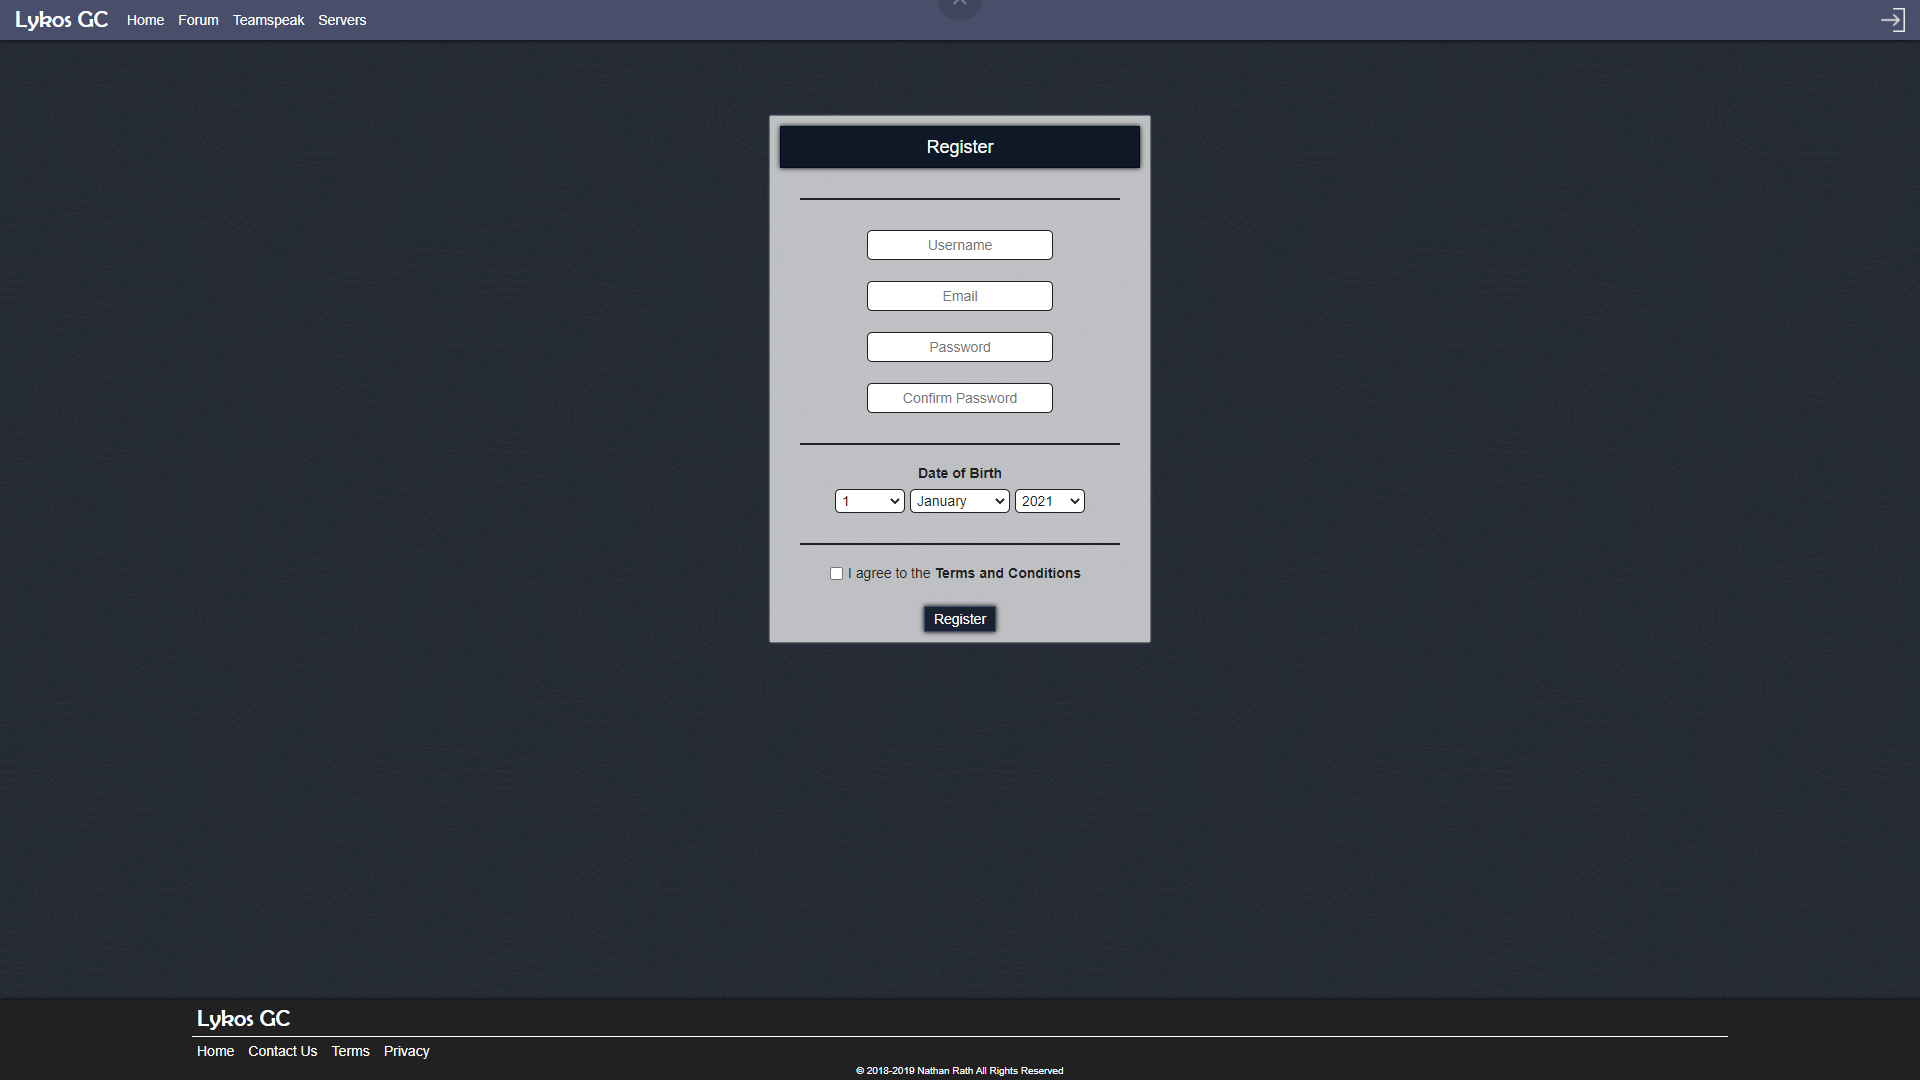 Lykos GC Home Forum Teamspeak Servers
Register
Username
Email
Password
Confirm Password
Date of Birth
1 January 2021
I agree to the Terms and Conditions
Register
Lykos GC
Home Contact Us Terms Privacy
© 2018-2019 Nathan Rath All Rights Reserved